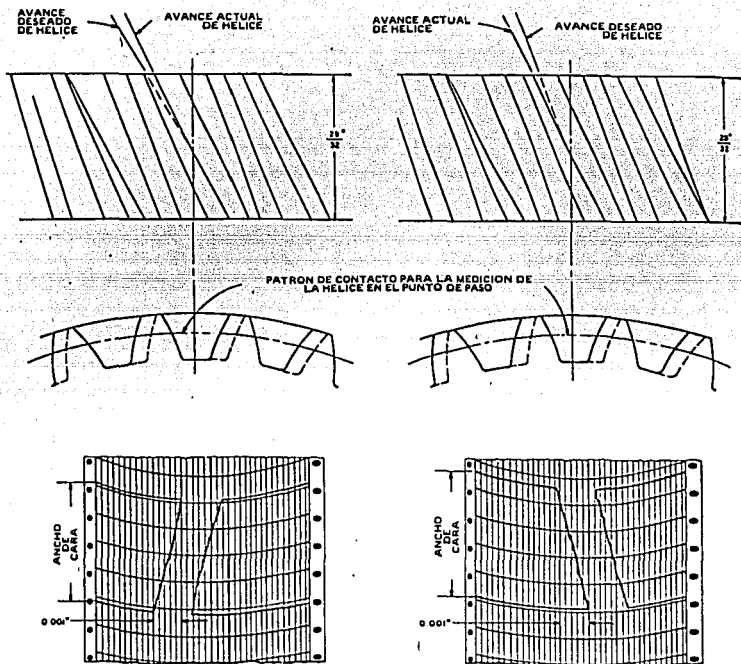 AVANCE
DESEADO
DE HELICE
AVANCE ACTUAL
DE HELICE
AVANCE ACTUAL
DE HELICE
AVANCE DESEADO
DE HELICE
PATRON DE CONTACTO PARA LA MEDICION DE
LA HELICE EN EL PUNTO DE PASO
ANCHO
DE
CARA
0.001"
ANCHO
DE
CARA
0.001"